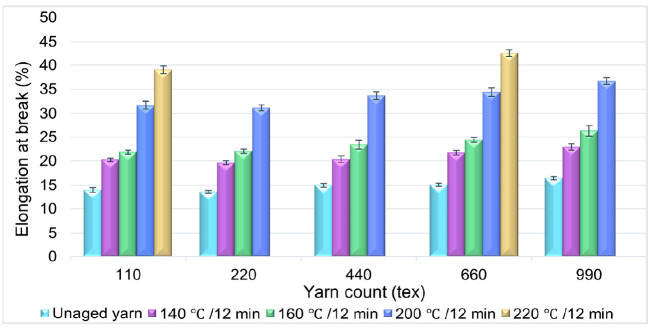 Elongation at break (%)
50
45
40
35
30
25
20
15
10
5
0
110 220 440 660 990
Yarn count (tex)
Unaged yarn 140 ℃ /12 min 160 ℃ /12 min 200 ℃ /12 min 220 ℃ /12 min